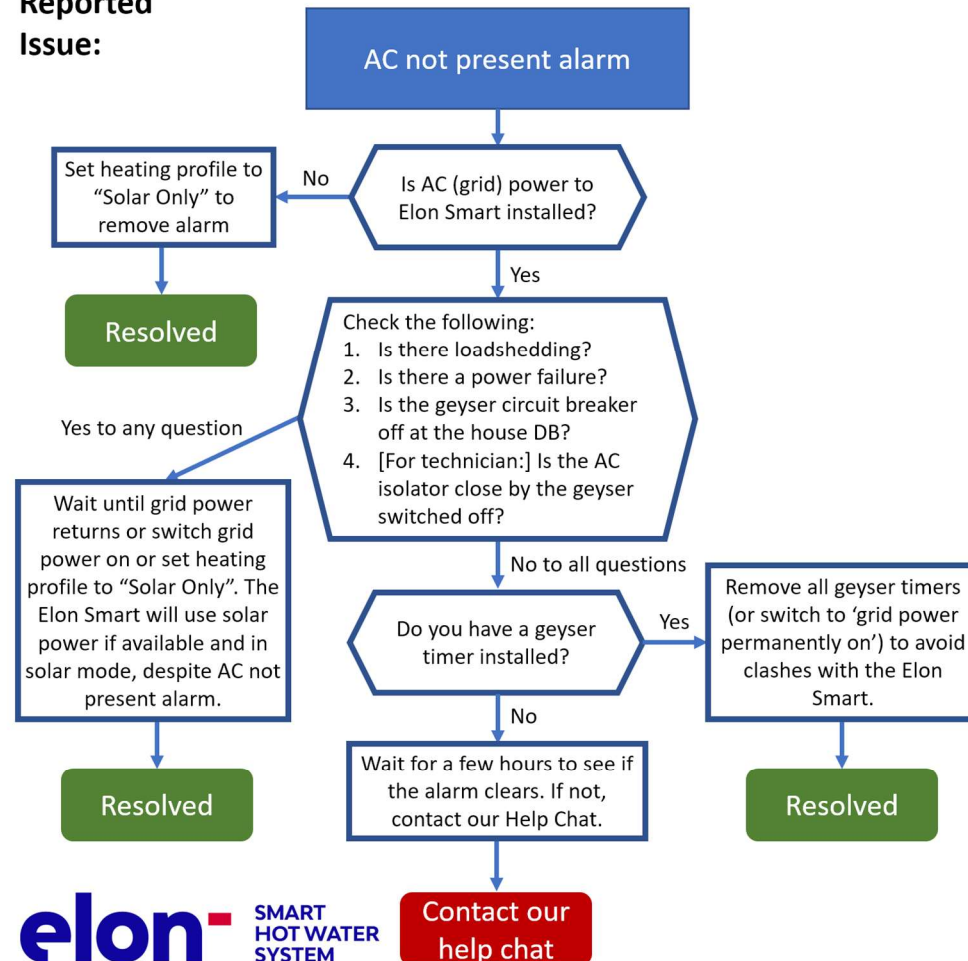 Reported
Issue:
AC not present alarm
Set heating profile to
“Solar Only” to
remove alarm
No
Is AC (grid) power to
Elon Smart installed?
Yes
Resolved
Check the following:
1. Is there loadshedding?
2. Is there a power failure?
3. Is the geyser circuit breaker
off at the house DB?
4. [For technician:] Is the AC
isolator close by the geyser
switched off?
Yes to any question
Wait until grid power
returns or switch grid
power on or set heating
profile to “Solar Only”. The
Elon Smart will use solar
power if available and in
solar mode, despite AC not
present alarm.
Resolved
No to all questions
Do you have a geyser
timer installed?
Yes
Remove all geyser timers
(or switch to ‘grid power
permanently on’) to avoid
clashes with the Elon
Smart.
Resolved
No
Wait for a few hours to see if
the alarm clears. If not,
contact our Help Chat.
Contact our
help chat
elon
SMART
HOT WATER
SYSTEM